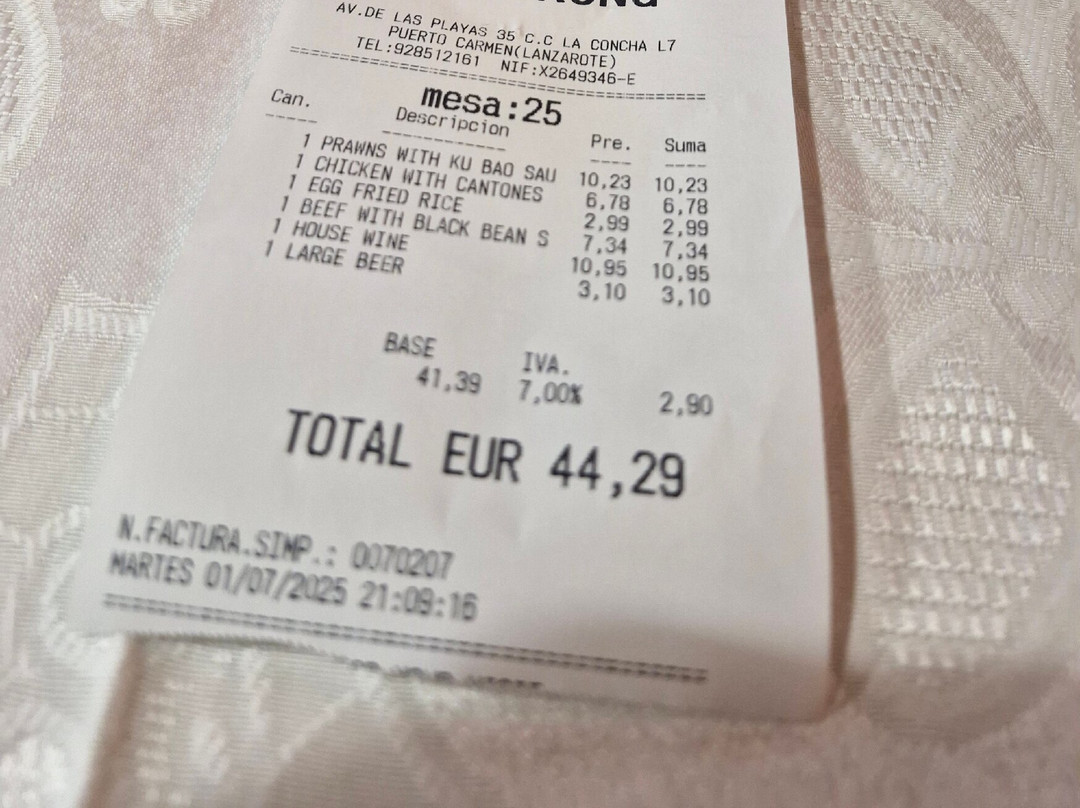 AV.DE LAS PLAYAS 35 C.C LA CONCHA L7
PUERTO CARMEN(LANZAROTE)
TEL:928512161 NIF:X2649346-E
mesa:25
Can. Descripcion Pre. Suma
1 PRAWNS WITH KU BAO SAU 10,23 10,23
1 CHICKEN WITH CANTONES 6,78 6,78
1 EGG FRIED RICE 2,99 2,99
1 BEEF WITH BLACK BEAN S 7,34 7,34
1 HOUSE WINE 10,95 10,95
1 LARGE BEER 3,10 3,10
BASE IVA.
41,39 7,00% 2,90
TOTAL EUR 44,29
N.FACTURA.SIMP.: 0070207
MARTES 01/07/2025 21:09:16